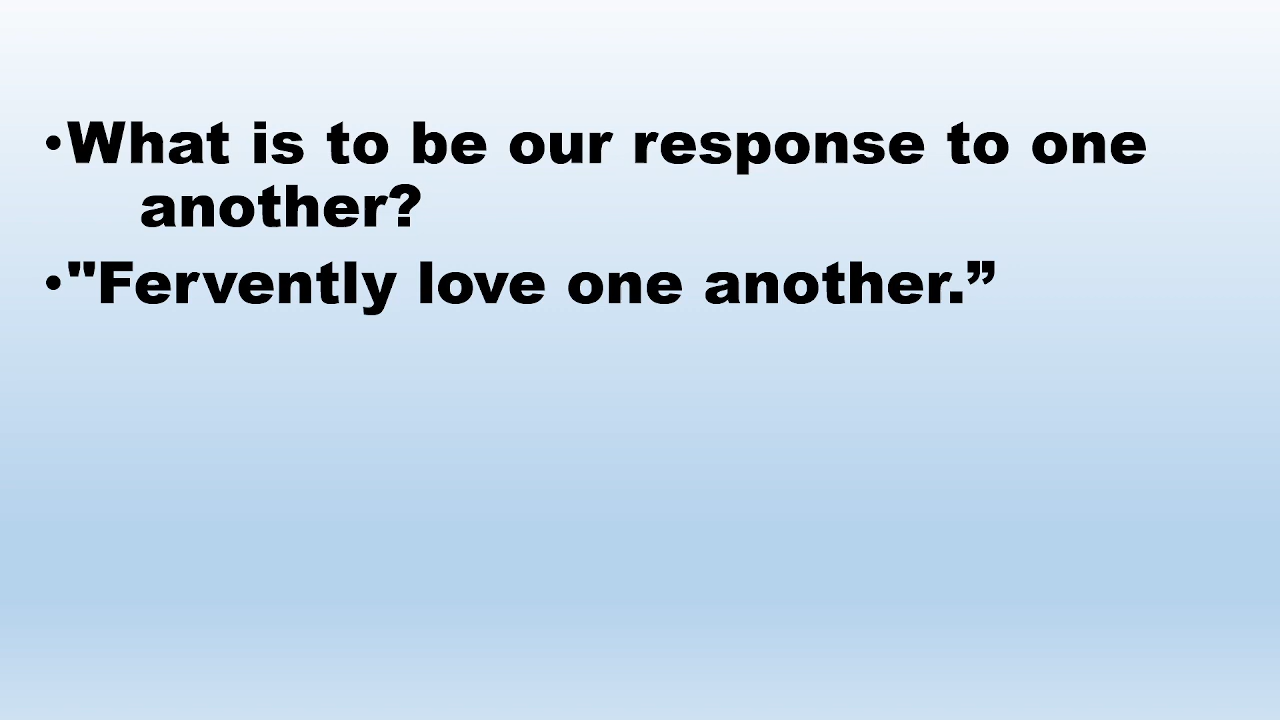 •What is to be our response to one
another?
•"Fervently love one another.”